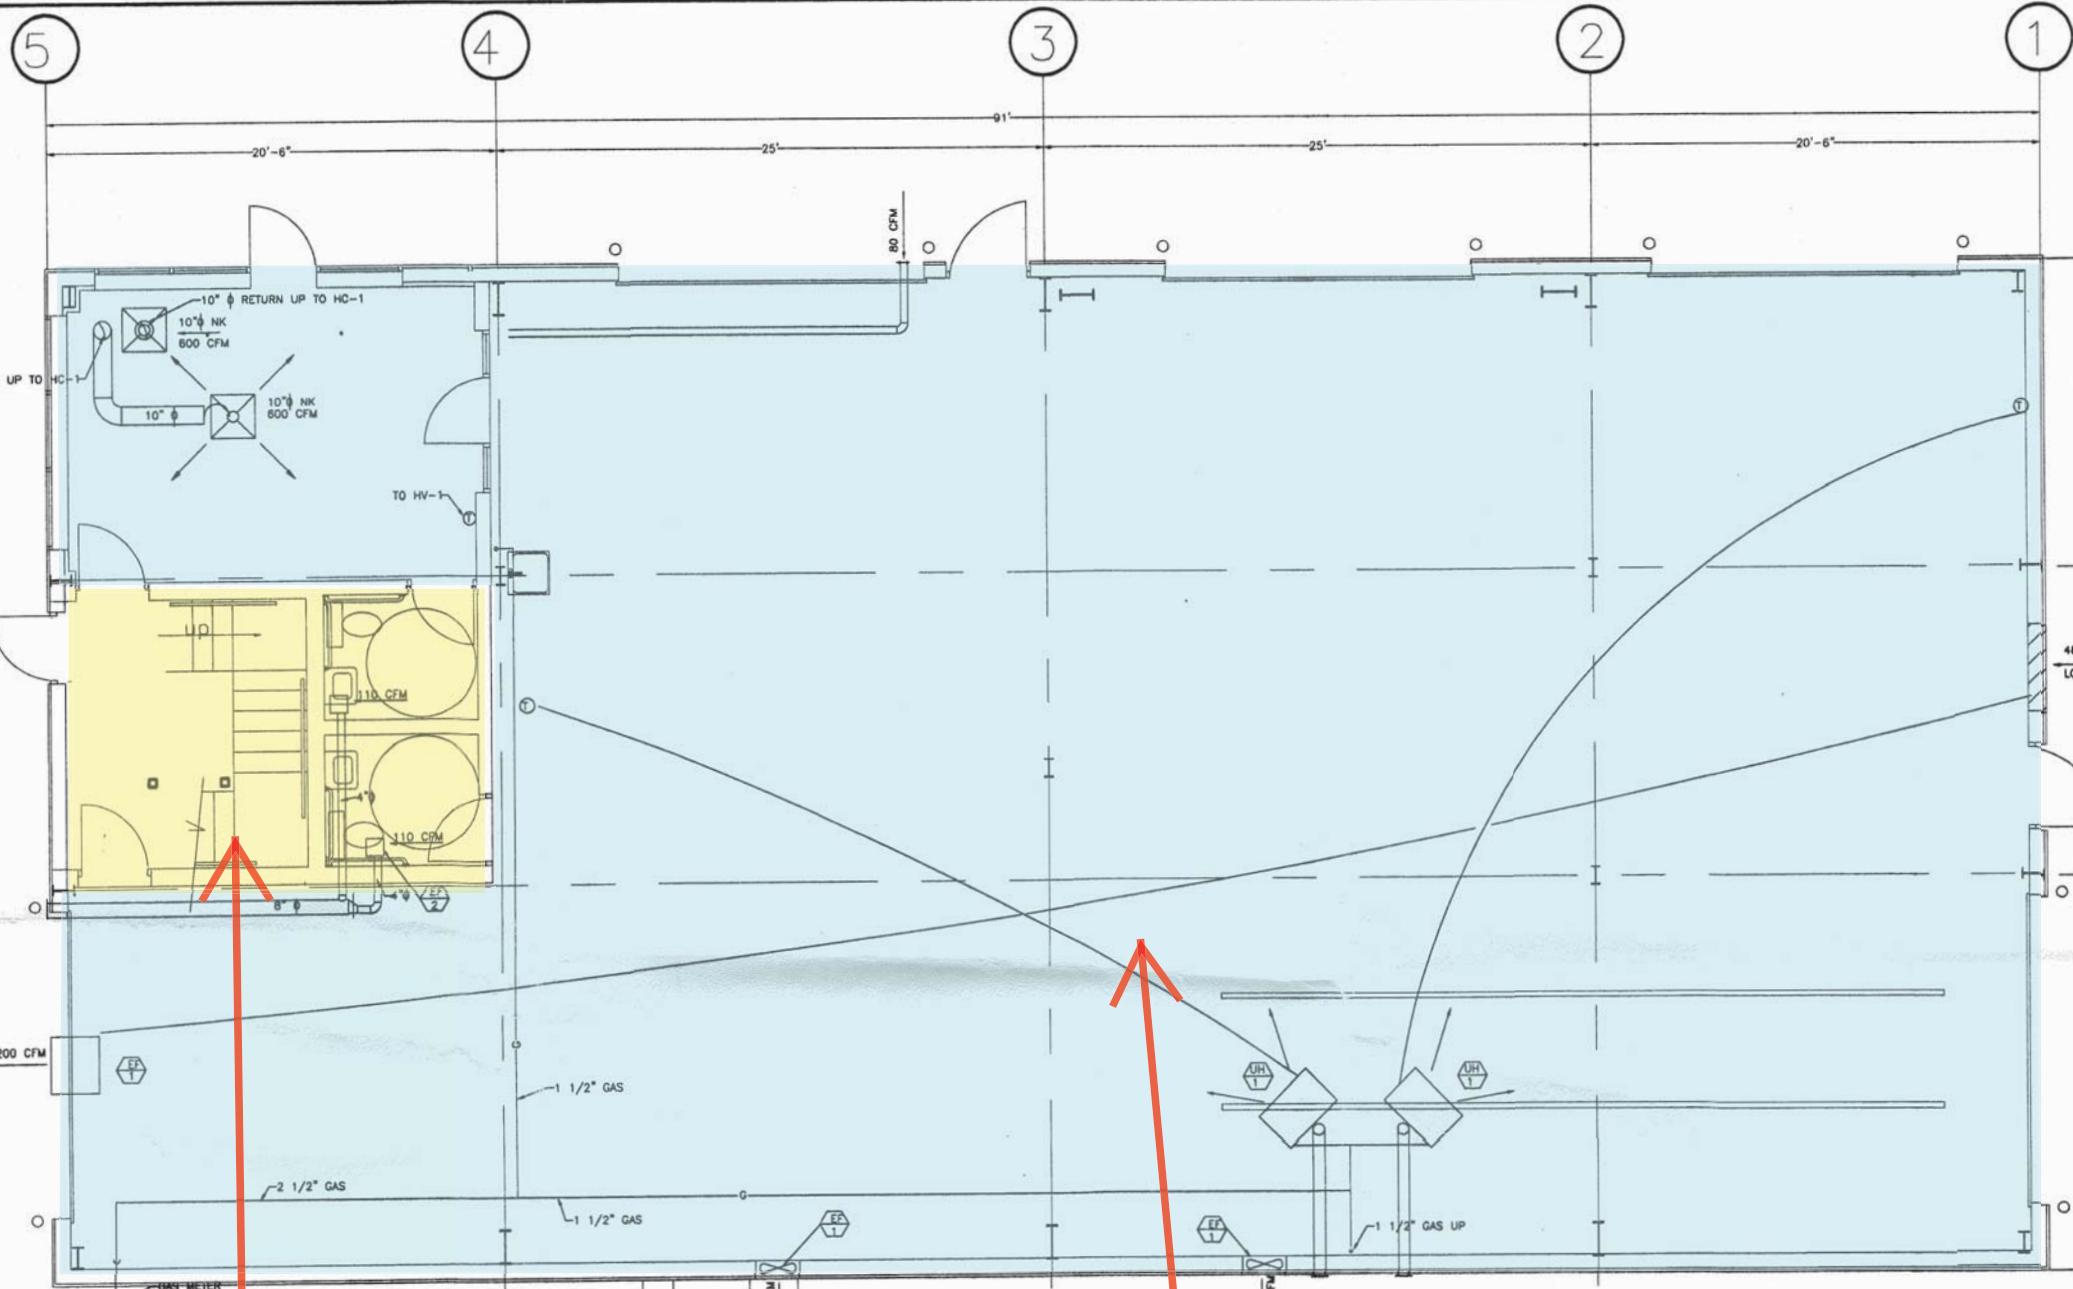 5
4
3
2
1
91'
20'-6"
25'
25'
20'-6"
80 CFM
10" ϕ RETURN UP TO HC-1
10"ϕ NK
600 CFM
UP TO HC-1
10" ϕ
10"ϕ NK
600 CFM
T
TO HV-1
T
up
110 CFM
T
4"ϕ
110 CFM
4"ϕ
EF
2
8" ϕ
200 CFM
EF
1
G
1 1/2" GAS
UH
1
UH
1
2 1/2" GAS
G
1 1/2" GAS
EF
1
EF
1
1 1/2" GAS UP
GAS METER